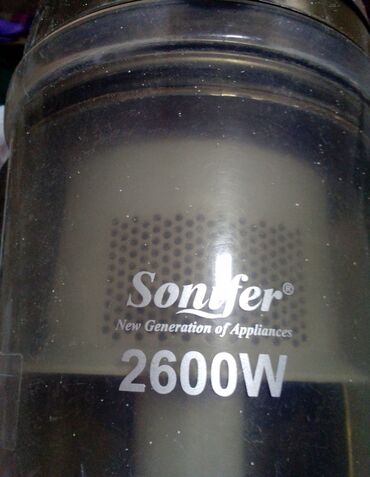 Sonifer®
New Generation of Appliances
2600W